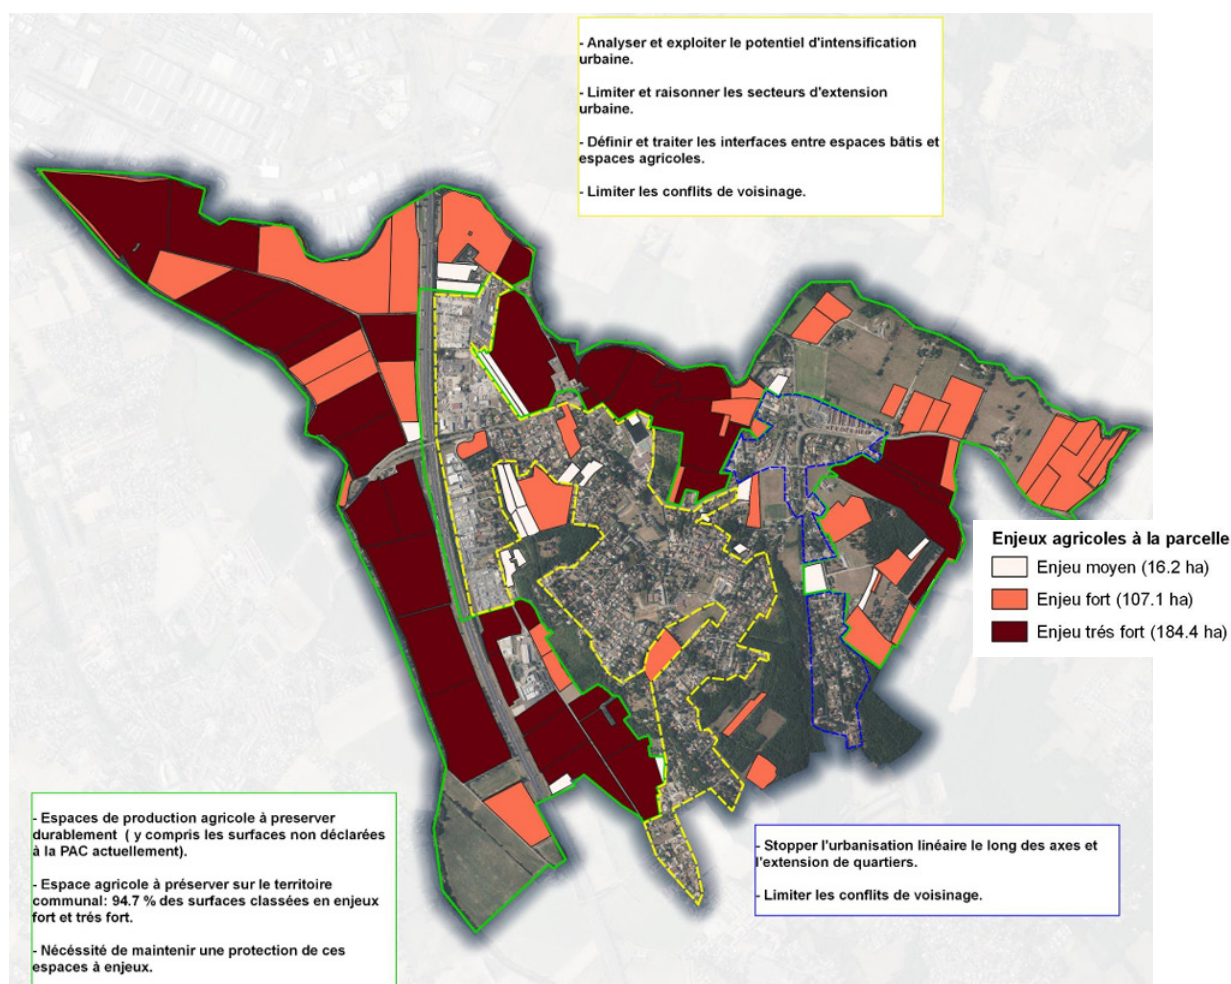 - Analyser et exploiter le potentiel d'intensification
urbaine.
- Limiter et raisonner les secteurs d'extension
urbaine.
- Définir et traiter les interfaces entre espaces bâtis et
espaces agricoles.
- Limiter les conflits de voisinage.
Enjeux agricoles à la parcelle
Enjeu moyen (16.2 ha)
Enjeu fort (107.1 ha)
Enjeu trés fort (184.4 ha)
- Espaces de production agricole à preserver
durablement ( y compris les surfaces non déclarées
à la PAC actuellement).
- Espace agricole à préserver sur le territoire
communal: 94.7 % des surfaces classées en enjeux
fort et trés fort.
- Nécéssité de maintenir une protection de ces
espaces à enjeux.
- Stopper l'urbanisation linéaire le long des axes et
l'extension de quartiers.
- Limiter les conflits de voisinage.